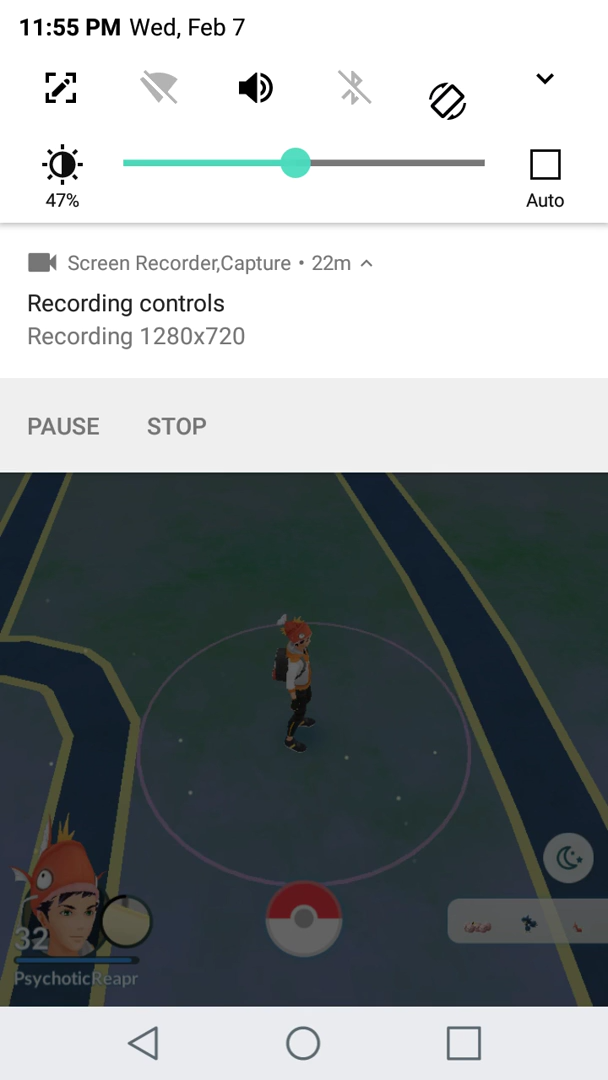 11:55 PM Wed, Feb 7
47%
Auto
Screen Recorder,Capture • 22m
Recording controls
Recording 1280x720
PAUSE STOP
32
PsychoticReapr